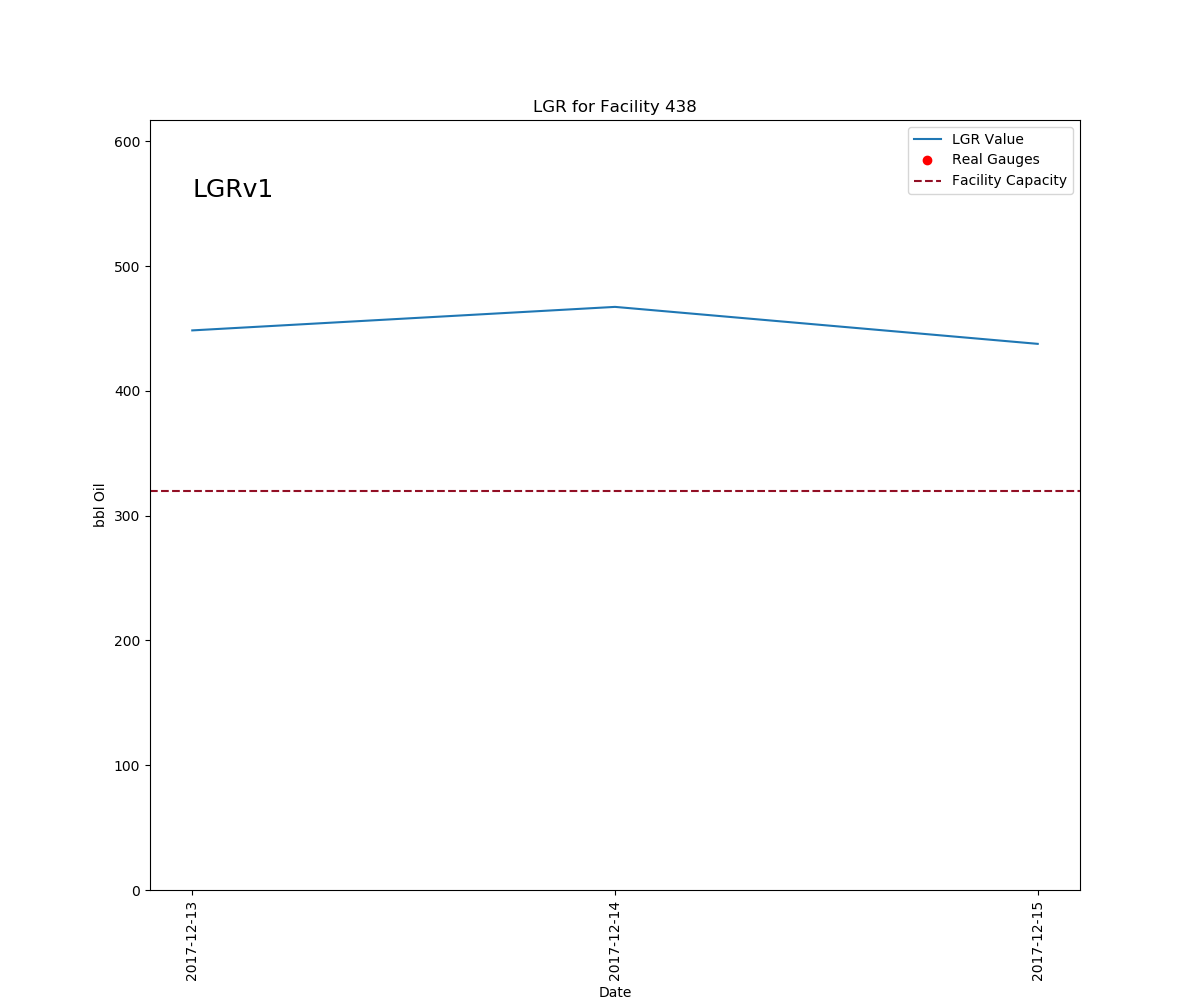 LGR for Facility 438
LGR Value
Real Gauges
Facility Capacity
LGRv1
600
500
400
300
200
100
0
bbl Oil
2017-12-13
2017-12-14
2017-12-15
Date